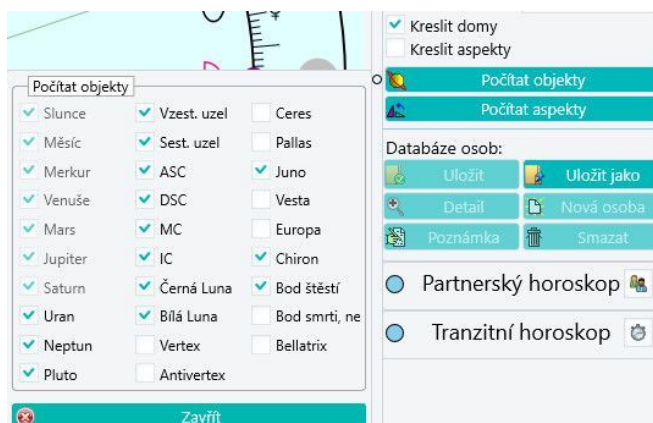 Kreslit domy
Kreslit aspekty
Počítat objekty
Počítat aspekty
Počítat objekty
Slunce
Měsíc
Merkur
Venuše
Mars
Jupiter
Saturn
Uran
Neptun
Pluto
Vzest. uzel
Sest. uzel
ASC
DSC
MC
IC
Černá Luna
Bílá Luna
Vertex
Antivertex
Ceres
Pallas
Juno
Vesta
Europa
Chiron
Bod štěstí
Bod smrti, ne
Bellatrix
Zavřít
Databáze osob:
Uložit
Uložit jako
Detail
Nová osoba
Poznámka
Smazat
Partnerský horoskop
Tranzitní horoskop